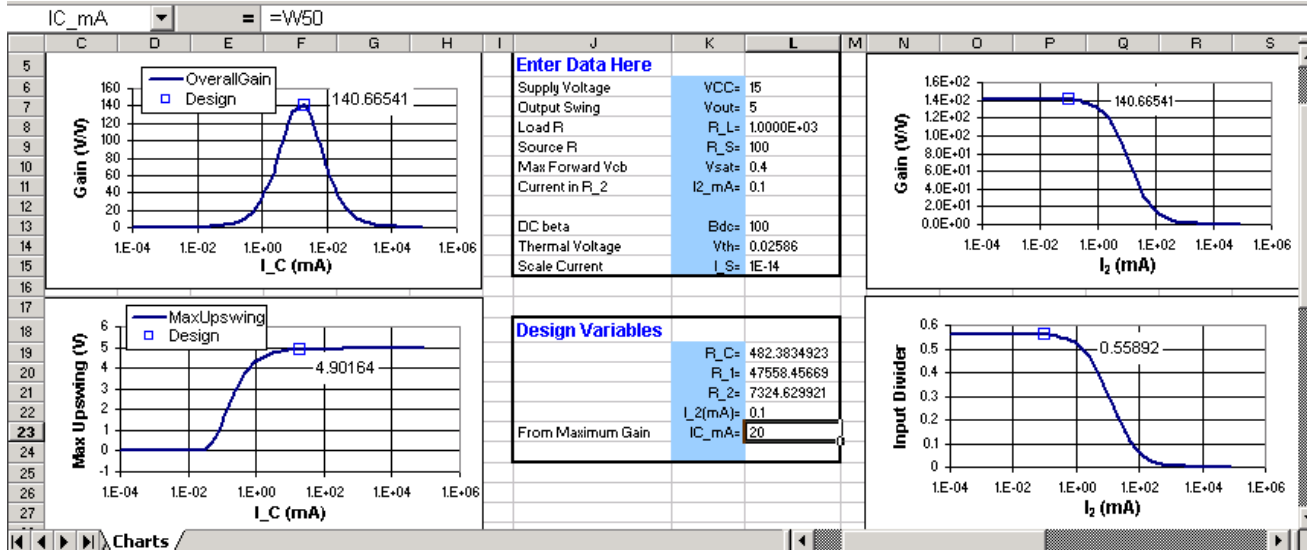 IC_mA = =W50
C D E F G H I J K L M N O P Q R S
5 Enter Data Here
6 Supply Voltage VCC= 15
7 Output Swing Vout= 5
8 Load R R_L= 1.0000E+03
9 Source R R_S= 100
10 Max Forward Vcb Vsat= 0.4
11 Current in R_2 I2_mA= 0.1
12
13 DC beta Bdc= 100
14 Thermal Voltage Vth= 0.02586
15 Scale Current I_S= 1E-14
16
17
18 Design Variables
19 R_C= 482.3834923
20 R_1= 47558.45669
21 R_2= 7324.629921
22 I_2(mA)= 0.1
23 From Maximum Gain IC_mA= 20
24
25
26
27
OverallGain
Design
140.66541
Gain (V/V)
160
140
120
100
80
60
40
20
0
1.E-04 1.E-02 1.E+00 1.E+02 1.E+04 1.E+06
I_C (mA)
MaxUpswing
Design
4.90164
Max Upswing (V)
6
5
4
3
2
1
0
-1
1.E-04 1.E-02 1.E+00 1.E+02 1.E+04 1.E+06
I_C (mA)
140.66541
Gain (V/V)
1.6E+02
1.4E+02
1.2E+02
1.0E+02
8.0E+01
6.0E+01
4.0E+01
2.0E+01
0.0E+00
1.E-04 1.E-02 1.E+00 1.E+02 1.E+04 1.E+06
I₂ (mA)
0.55892
Input Divider
0.6
0.5
0.4
0.3
0.2
0.1
0
1.E-04 1.E-02 1.E+00 1.E+02 1.E+04 1.E+06
I₂ (mA)
Charts